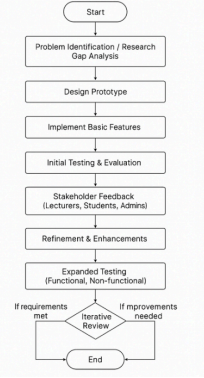 Start
Problem Identification / Research
Gap Analysis
Design Prototype
Implement Basic Features
Initial Testing & Evaluation
Stakeholder Feedback
(Lecturers, Students, Admins)
Refinement & Enhancements
Expanded Testing
(Functional, Non-functional)
If requirements
met
Iterative
Review
If mprovements
needed
End